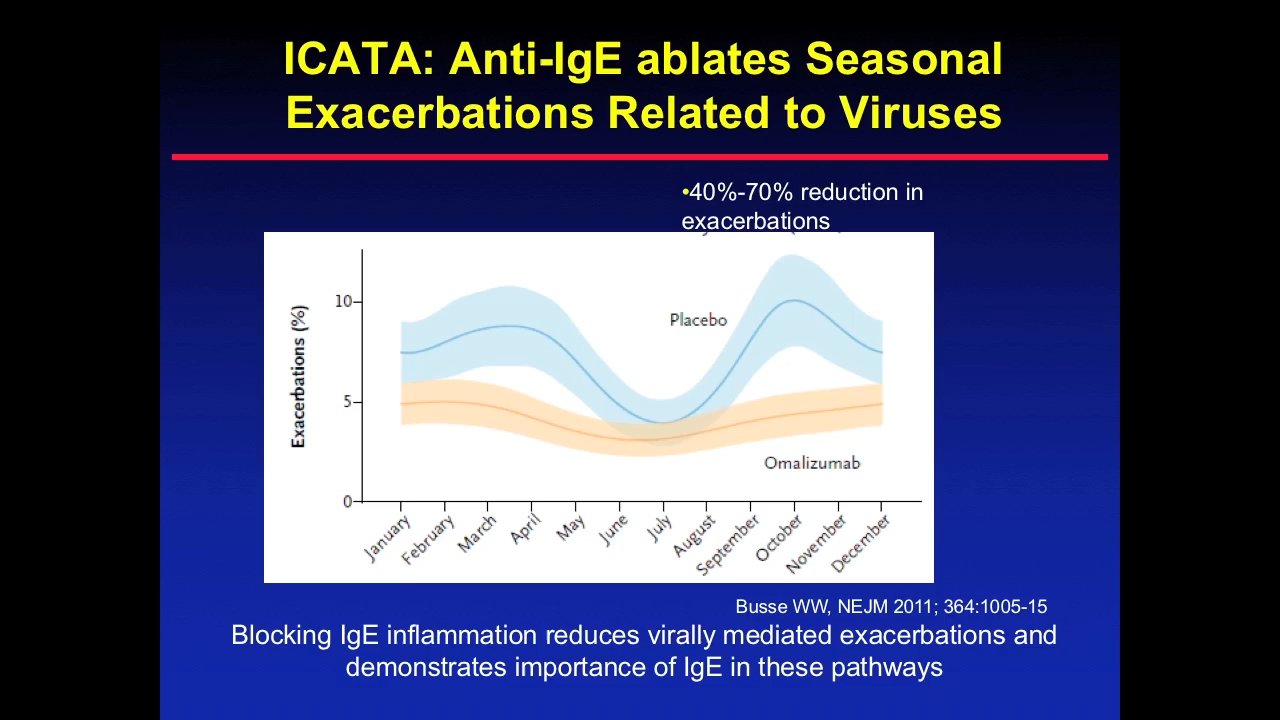 ICATA: Anti-IgE ablates Seasonal
Exacerbations Related to Viruses
•40%-70% reduction in
exacerbations
Exacerbations (%)
10
5
0
Placebo
Omalizumab
January
February
March
April
May
June
July
August
September
October
November
December
Busse WW, NEJM 2011; 364:1005-15
Blocking IgE inflammation reduces virally mediated exacerbations and
demonstrates importance of IgE in these pathways